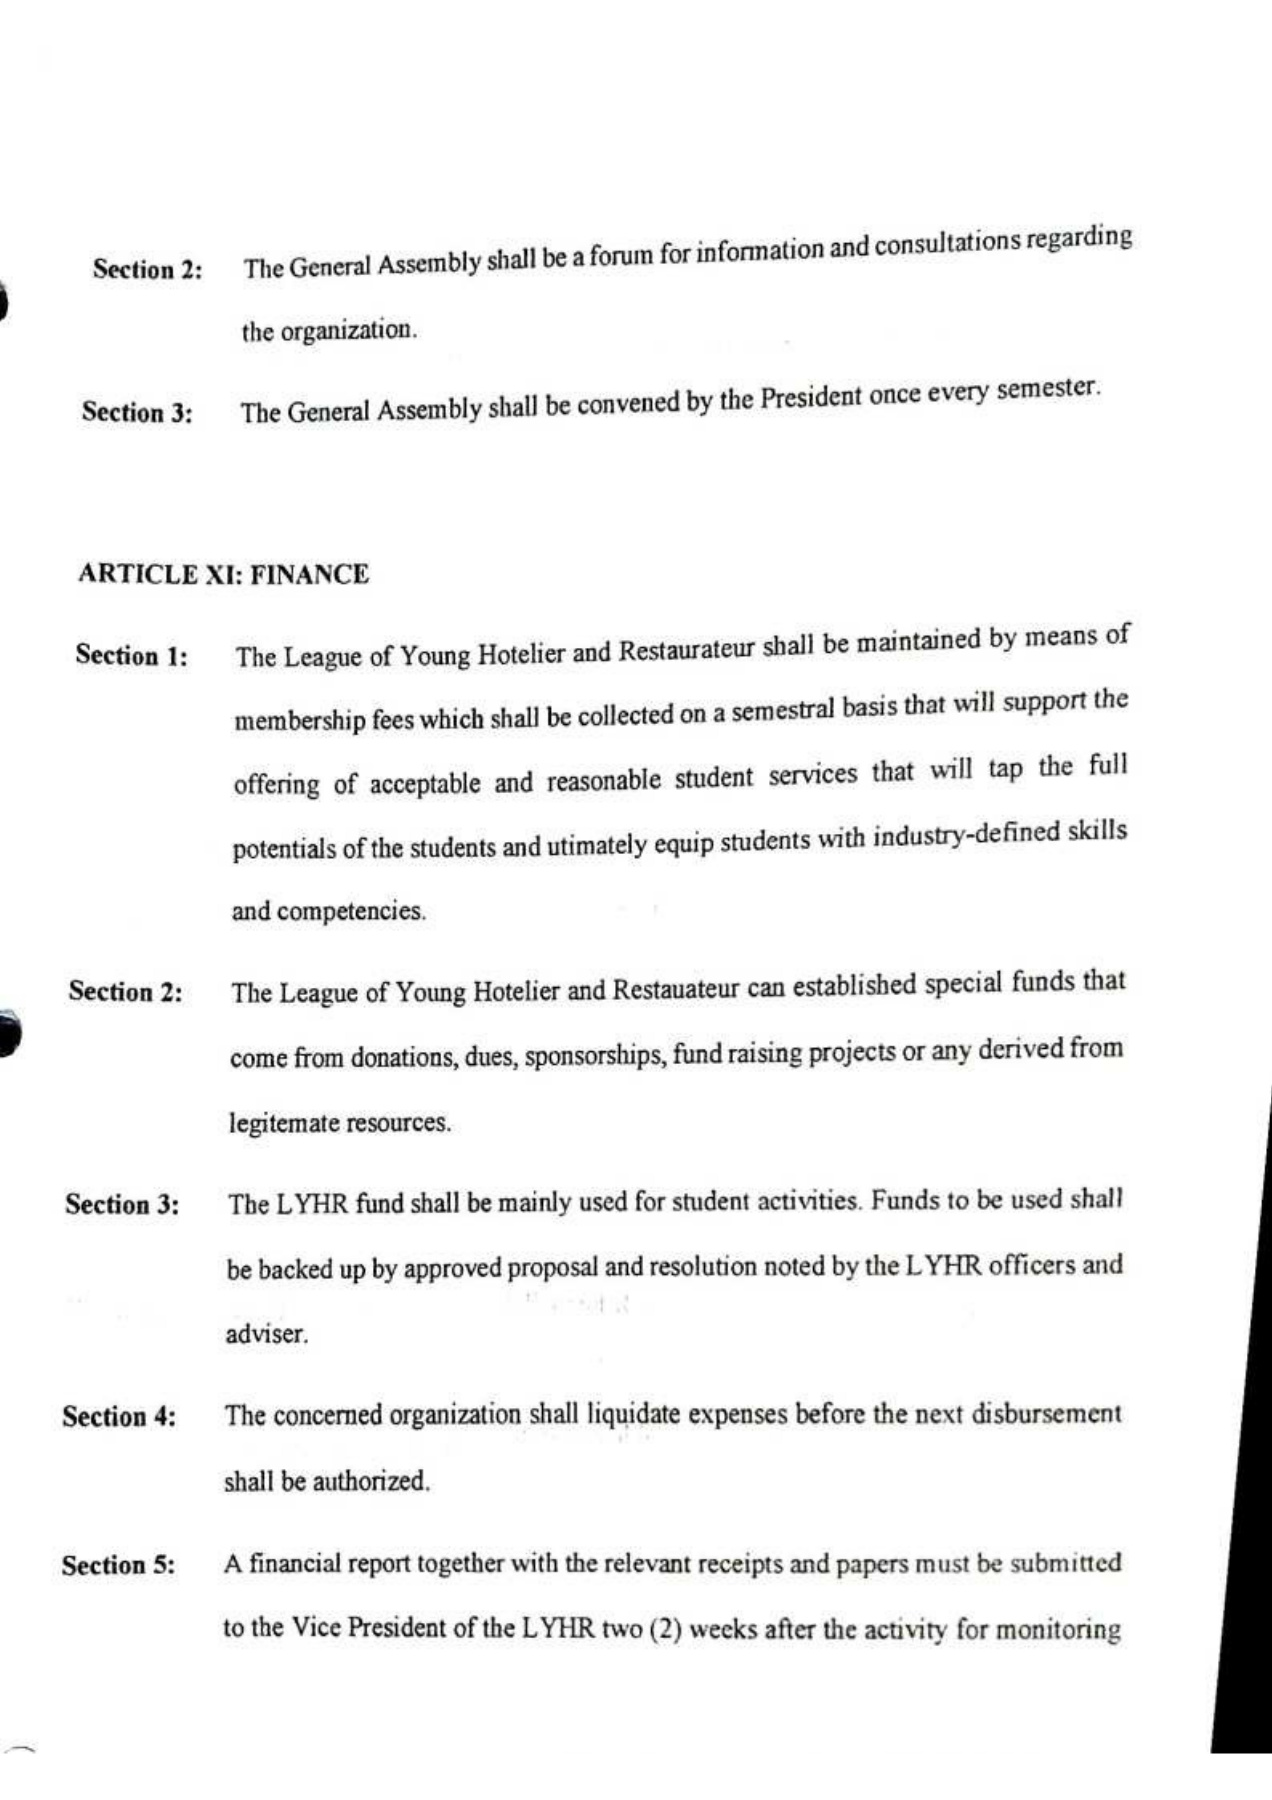 Section 2: The General Assembly shall be a forum for information and consultations regarding
the organization.
Section 3: The General Assembly shall be convened by the President once every semester.
ARTICLE XI: FINANCE
Section 1: The League of Young Hotelier and Restaurateur shall be maintained by means of
membership fees which shall be collected on a semestral basis that will support the
offering of acceptable and reasonable student services that will tap the full
potentials of the students and utimately equip students with industry-defined skills
and competencies.
Section 2: The League of Young Hotelier and Restauateur can established special funds that
come from donations, dues, sponsorships, fund raising projects or any derived from
legitemate resources.
Section 3: The LYHR fund shall be mainly used for student activities. Funds to be used shall
be backed up by approved proposal and resolution noted by the LYHR officers and
adviser.
Section 4: The concerned organization shall liquidate expenses before the next disbursement
shall be authorized.
Section 5: A financial report together with the relevant receipts and papers must be submitted
to the Vice President of the LYHR two (2) weeks after the activity for monitoring